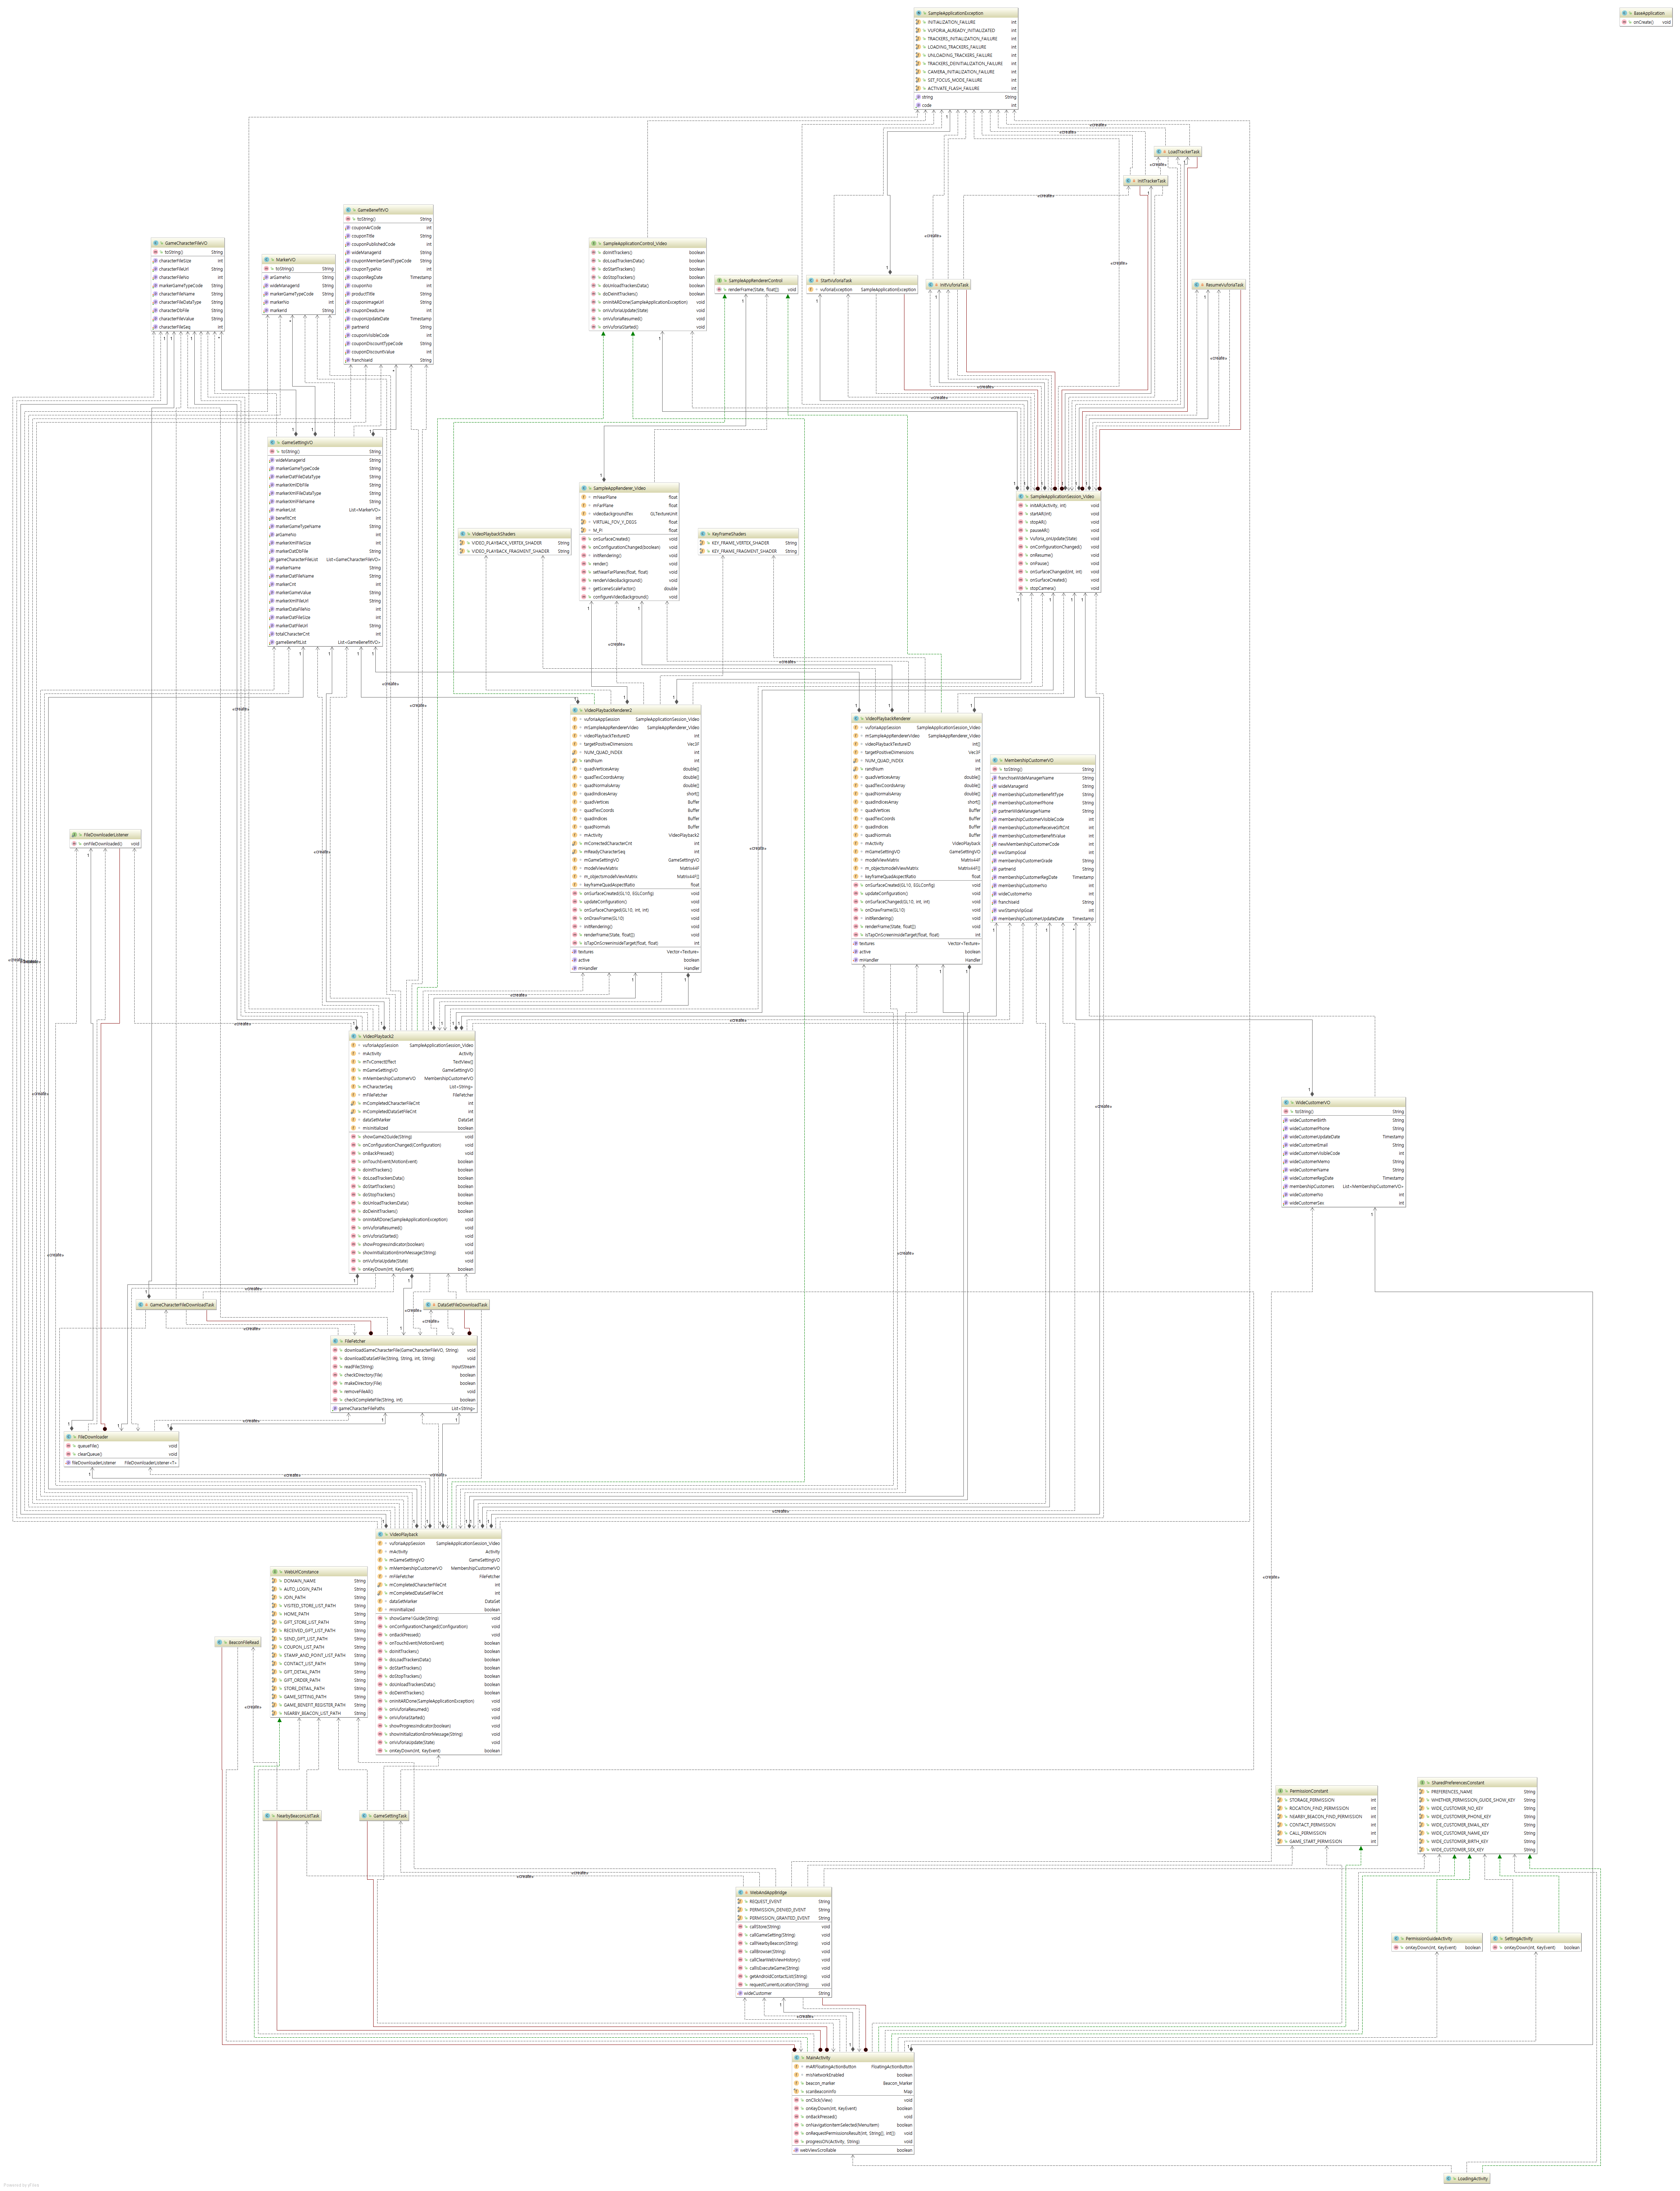 SampleApplicationException
INITIALIZATION_FAILURE int
VUFORIA_ALREADY_INITIALIZATED int
TRACKERS_INITIALIZATION_FAILURE int
LOADING_TRACKERS_FAILURE int
UNLOADING_TRACKERS_FAILURE int
TRACKERS_DEINITIALIZATION_FAILURE int
CAMERA_INITIALIZATION_FAILURE int
SET_FOCUS_MODE_FAILURE int
ACTIVATE_FLASH_FAILURE int
string String
code int
BaseApplication
onCreate() void
LoadTrackerTask
InitTrackerTask
GameBenefitVO
toString() String
couponArCode int
couponTitle String
couponPublishedCode int
wideManagerId String
couponMemberSendTypeCode String
couponTypeNo int
couponRegDate Timestamp
couponNo int
productTitle String
couponImageUrl String
couponDeadLine int
couponUpdateDate Timestamp
partnerId String
couponVisibleCode int
couponDiscountTypeCode String
couponDiscountValue int
franchiseId String
GameCharacterFileVO
toString() String
characterFileSize int
characterFileUrl String
characterFileNo int
markerGameTypeCode String
characterFileName String
characterFileDataType String
characterDbFile String
characterFileValue String
characterFileSeq int
MarkerVO
toString() String
arGameNo int
wideManagerId String
markerGameTypeCode String
markerNo int
markerId String
SampleApplicationControl_Video
doInitTrackers() boolean
doLoadTrackersData() boolean
doStartTrackers() boolean
doStopTrackers() boolean
doUnloadTrackersData() boolean
doDeinitTrackers() boolean
onInitARDone(SampleApplicationException) void
onVuforiaUpdate(State) void
onVuforiaResumed() void
onVuforiaStarted() void
SampleAppRendererControl
renderFrame(State, float[]) void
StartVuforiaTask
vuforiaException SampleApplicationException
InitVuforiaTask
ResumeVuforiaTask
GameSettingVO
toString() String
wideManagerId String
markerGameTypeCode String
markerDatFileDataType String
markerXmlDbFile String
markerXmlFileDataType String
markerXmlFileName String
markerList List<MarkerVO>
benefitCnt int
markerGameTypeName String
arGameNo int
markerXmlFileSize int
markerDatDbFile String
gameCharacterFileList List<GameCharacterFileVO>
markerName String
markerDatFileName String
markerCnt int
markerGameValue String
markerXmlFileUrl String
markerDataFileNo int
markerDatFileSize int
markerDatFileUrl String
totalCharacterCnt int
gameBenefitList List<GameBenefitVO>
SampleAppRenderer_Video
mNearPlane float
mFarPlane float
videoBackgroundTex GLTextureUnit
VIRTUAL_FOV_Y_DEGS float
M_PI float
onSurfaceCreated() void
onConfigurationChanged(boolean) void
initRendering() void
render() void
setNearFarPlanes(float, float) void
renderVideoBackground() void
getSceneScaleFactor() double
configureVideoBackground() void
SampleApplicationSession_Video
initAR(Activity, int) void
startAR(int) void
stopAR() void
pauseAR() void
Vuforia_onUpdate(State) void
onConfigurationChanged() void
onResume() void
onPause() void
onSurfaceChanged(int, int) void
onSurfaceCreated() void
stopCamera() void
VideoPlaybackShaders
VIDEO_PLAYBACK_VERTEX_SHADER String
VIDEO_PLAYBACK_FRAGMENT_SHADER String
KeyFrameShaders
KEY_FRAME_VERTEX_SHADER String
KEY_FRAME_FRAGMENT_SHADER String
VideoPlaybackRenderer2
vuforiaAppSession SampleApplicationSession_Video
mSampleAppRendererVideo SampleAppRenderer_Video
videoPlaybackTextureID int
targetPositiveDimensions Vec3F
NUM_QUAD_INDEX int
randNum int
quadVerticesArray double[]
quadTexCoordsArray double[]
quadNormalsArray double[]
quadIndicesArray short[]
quadVertices Buffer
quadTexCoords Buffer
quadIndices Buffer
quadNormals Buffer
mActivity VideoPlayback2
mCorrectedCharacterCnt int
mReadyCharacterSeq int
mGameSettingVO GameSettingVO
modelViewMatrix Matrix44F
m_objectsmodelViewMatrix Matrix44F[]
keyframeQuadAspectRatio float
onSurfaceCreated(GL10, EGLConfig) void
updateConfiguration() void
onSurfaceChanged(GL10, int, int) void
onDrawFrame(GL10) void
initRendering() void
renderFrame(State, float[]) void
isTapOnScreenInsideTarget(float, float) int
textures Vector<Texture>
active boolean
mHandler Handler
VideoPlaybackRenderer
vuforiaAppSession SampleApplicationSession_Video
mSampleAppRendererVideo SampleAppRenderer_Video
videoPlaybackTextureID int[]
targetPositiveDimensions Vec3F
NUM_QUAD_INDEX int
randNum int
quadVerticesArray double[]
quadTexCoordsArray double[]
quadNormalsArray double[]
quadIndicesArray short[]
quadVertices Buffer
quadTexCoords Buffer
quadIndices Buffer
quadNormals Buffer
mActivity VideoPlayback
mGameSettingVO GameSettingVO
modelViewMatrix Matrix44F
m_objectsmodelViewMatrix Matrix44F[]
keyframeQuadAspectRatio float
onSurfaceCreated(GL10, EGLConfig) void
updateConfiguration() void
onSurfaceChanged(GL10, int, int) void
onDrawFrame(GL10) void
initRendering() void
renderFrame(State, float[]) void
isTapOnScreenInsideTarget(float, float) int
textures Vector<Texture>
active boolean
mHandler Handler
MembershipCustomerVO
toString() String
franchiseWideManagerName String
wideManagerId String
membershipCustomerBenefitType String
membershipCustomerPhone String
partnerWideManagerName String
membershipCustomerVisibleCode int
membershipCustomerReceiveGiftCnt int
membershipCustomerBenefitValue int
newMembershipCustomerCode int
wwStampGoal int
membershipCustomerGrade String
partnerId String
membershipCustomerRegDate Timestamp
membershipCustomerNo int
wideCustomerNo int
franchiseId String
wwStampVipGoal int
membershipCustomerUpdateDate Timestamp
FileDownloaderListener
onFileDownloaded() void
VideoPlayback2
vuforiaAppSession SampleApplicationSession_Video
mActivity Activity
mTvCorrectEffect TextView[]
mGameSettingVO GameSettingVO
mMembershipCustomerVO MembershipCustomerVO
mCharacterSeq List<String>
mFileFetcher FileFetcher
mCompletedCharacterFileCnt int
mCompletedDataSetFileCnt int
dataSetMarker DataSet
misInitialized boolean
showGame2Guide(String) void
onConfigurationChanged(Configuration) void
onBackPressed() void
onTouchEvent(MotionEvent) boolean
doInitTrackers() boolean
doLoadTrackersData() boolean
doStartTrackers() boolean
doStopTrackers() boolean
doUnloadTrackersData() boolean
doDeinitTrackers() boolean
onInitARDone(SampleApplicationException) void
onVuforiaResumed() void
onVuforiaStarted() void
showProgressIndicator(boolean) void
showInitializationErrorMessage(String) void
onVuforiaUpdate(State) void
onKeyDown(int, KeyEvent) boolean
WideCustomerVO
toString() String
wideCustomerBirth String
wideCustomerPhone String
wideCustomerUpdateDate Timestamp
wideCustomerEmail String
wideCustomerVisibleCode int
wideCustomerMemo String
wideCustomerName String
wideCustomerRegDate Timestamp
membershipCustomers List<MembershipCustomerVO>
wideCustomerNo int
wideCustomerSex int
GameCharacterFileDownloadTask
DataSetFileDownloadTask
FileFetcher
downloadGameCharacterFile(GameCharacterFileVO, String) void
downloadDataSetFile(String, String, int, String) void
readFile(String) InputStream
checkDirectory(File) boolean
makeDirectory(File) boolean
removeFileAll() void
checkCompleteFile(String, int) boolean
gameCharacterFilePaths List<String>
FileDownloader
queueFile() void
clearQueue() void
fileDownloaderListener FileDownloaderListener<T>
VideoPlayback
vuforiaAppSession SampleApplicationSession_Video
mActivity Activity
mGameSettingVO GameSettingVO
mMembershipCustomerVO MembershipCustomerVO
mFileFetcher FileFetcher
mCompletedCharacterFileCnt int
mCompletedDataSetFileCnt int
dataSetMarker DataSet
misInitialized boolean
showGame1Guide(String) void
onConfigurationChanged(Configuration) void
onBackPressed() void
onTouchEvent(MotionEvent) boolean
doInitTrackers() boolean
doLoadTrackersData() boolean
doStartTrackers() boolean
doStopTrackers() boolean
doUnloadTrackersData() boolean
doDeinitTrackers() boolean
onInitARDone(SampleApplicationException) void
onVuforiaResumed() void
onVuforiaStarted() void
showProgressIndicator(boolean) void
showInitializationErrorMessage(String) void
onVuforiaUpdate(State) void
onKeyDown(int, KeyEvent) boolean
WebUrlConstance
DOMAIN_NAME String
AUTO_LOGIN_PATH String
JOIN_PATH String
VISITED_STORE_LIST_PATH String
HOME_PATH String
GIFT_STORE_LIST_PATH String
RECEIVED_GIFT_LIST_PATH String
SEND_GIFT_LIST_PATH String
COUPON_LIST_PATH String
STAMP_AND_POINT_LIST_PATH String
CONTACT_LIST_PATH String
GIFT_DETAIL_PATH String
GIFT_ORDER_PATH String
STORE_DETAIL_PATH String
GAME_SETTING_PATH String
GAME_BENEFIT_REGISTER_PATH String
NEARBY_BEACON_LIST_PATH String
BeaconFileRead
NearbyBeaconListTask
GameSettingTask
PermissionConstant
STORAGE_PERMISSION int
ROCATION_FIND_PERMISSION int
NEARBY_BEACON_FIND_PERMISSION int
CONTACT_PERMISSION int
CALL_PERMISSION int
GAME_START_PERMISSION int
SharedPreferencesConstant
PREFERENCES_NAME String
WHETHER_PERMISSION_GUIDE_SHOW_KEY String
WIDE_CUSTOMER_NO_KEY String
WIDE_CUSTOMER_PHONE_KEY String
WIDE_CUSTOMER_EMAIL_KEY String
WIDE_CUSTOMER_NAME_KEY String
WIDE_CUSTOMER_BIRTH_KEY String
WIDE_CUSTOMER_SEX_KEY String
WebAndAppBridge
REQUEST_EVENT String
PERMISSION_DENIED_EVENT String
PERMISSION_GRANTED_EVENT String
callStore(String) void
callGameSetting(String) void
callNearbyBeacon(String) void
callBrowser(String) void
callClearWebViewHistory() void
callIsExecuteGame(String) void
getAndroidContactList(String) void
requestCurrentLocation(String) void
wideCustomer String
PermissionGuideActivity
onKeyDown(int, KeyEvent) boolean
SettingActivity
onKeyDown(int, KeyEvent) boolean
MainActivity
mARFloatingActionButton FloatingActionButton
misNetworkEnabled boolean
beacon_marker Beacon_Marker
scanBeaconInfo Map
onClick(View) void
onKeyDown(int, KeyEvent) boolean
onBackPressed() void
onNavigationItemSelected(MenuItem) boolean
onRequestPermissionsResult(int, String[], int[]) void
progressON(Activity, String) void
webViewScrollable boolean
LoadingActivity
Powered by yFiles